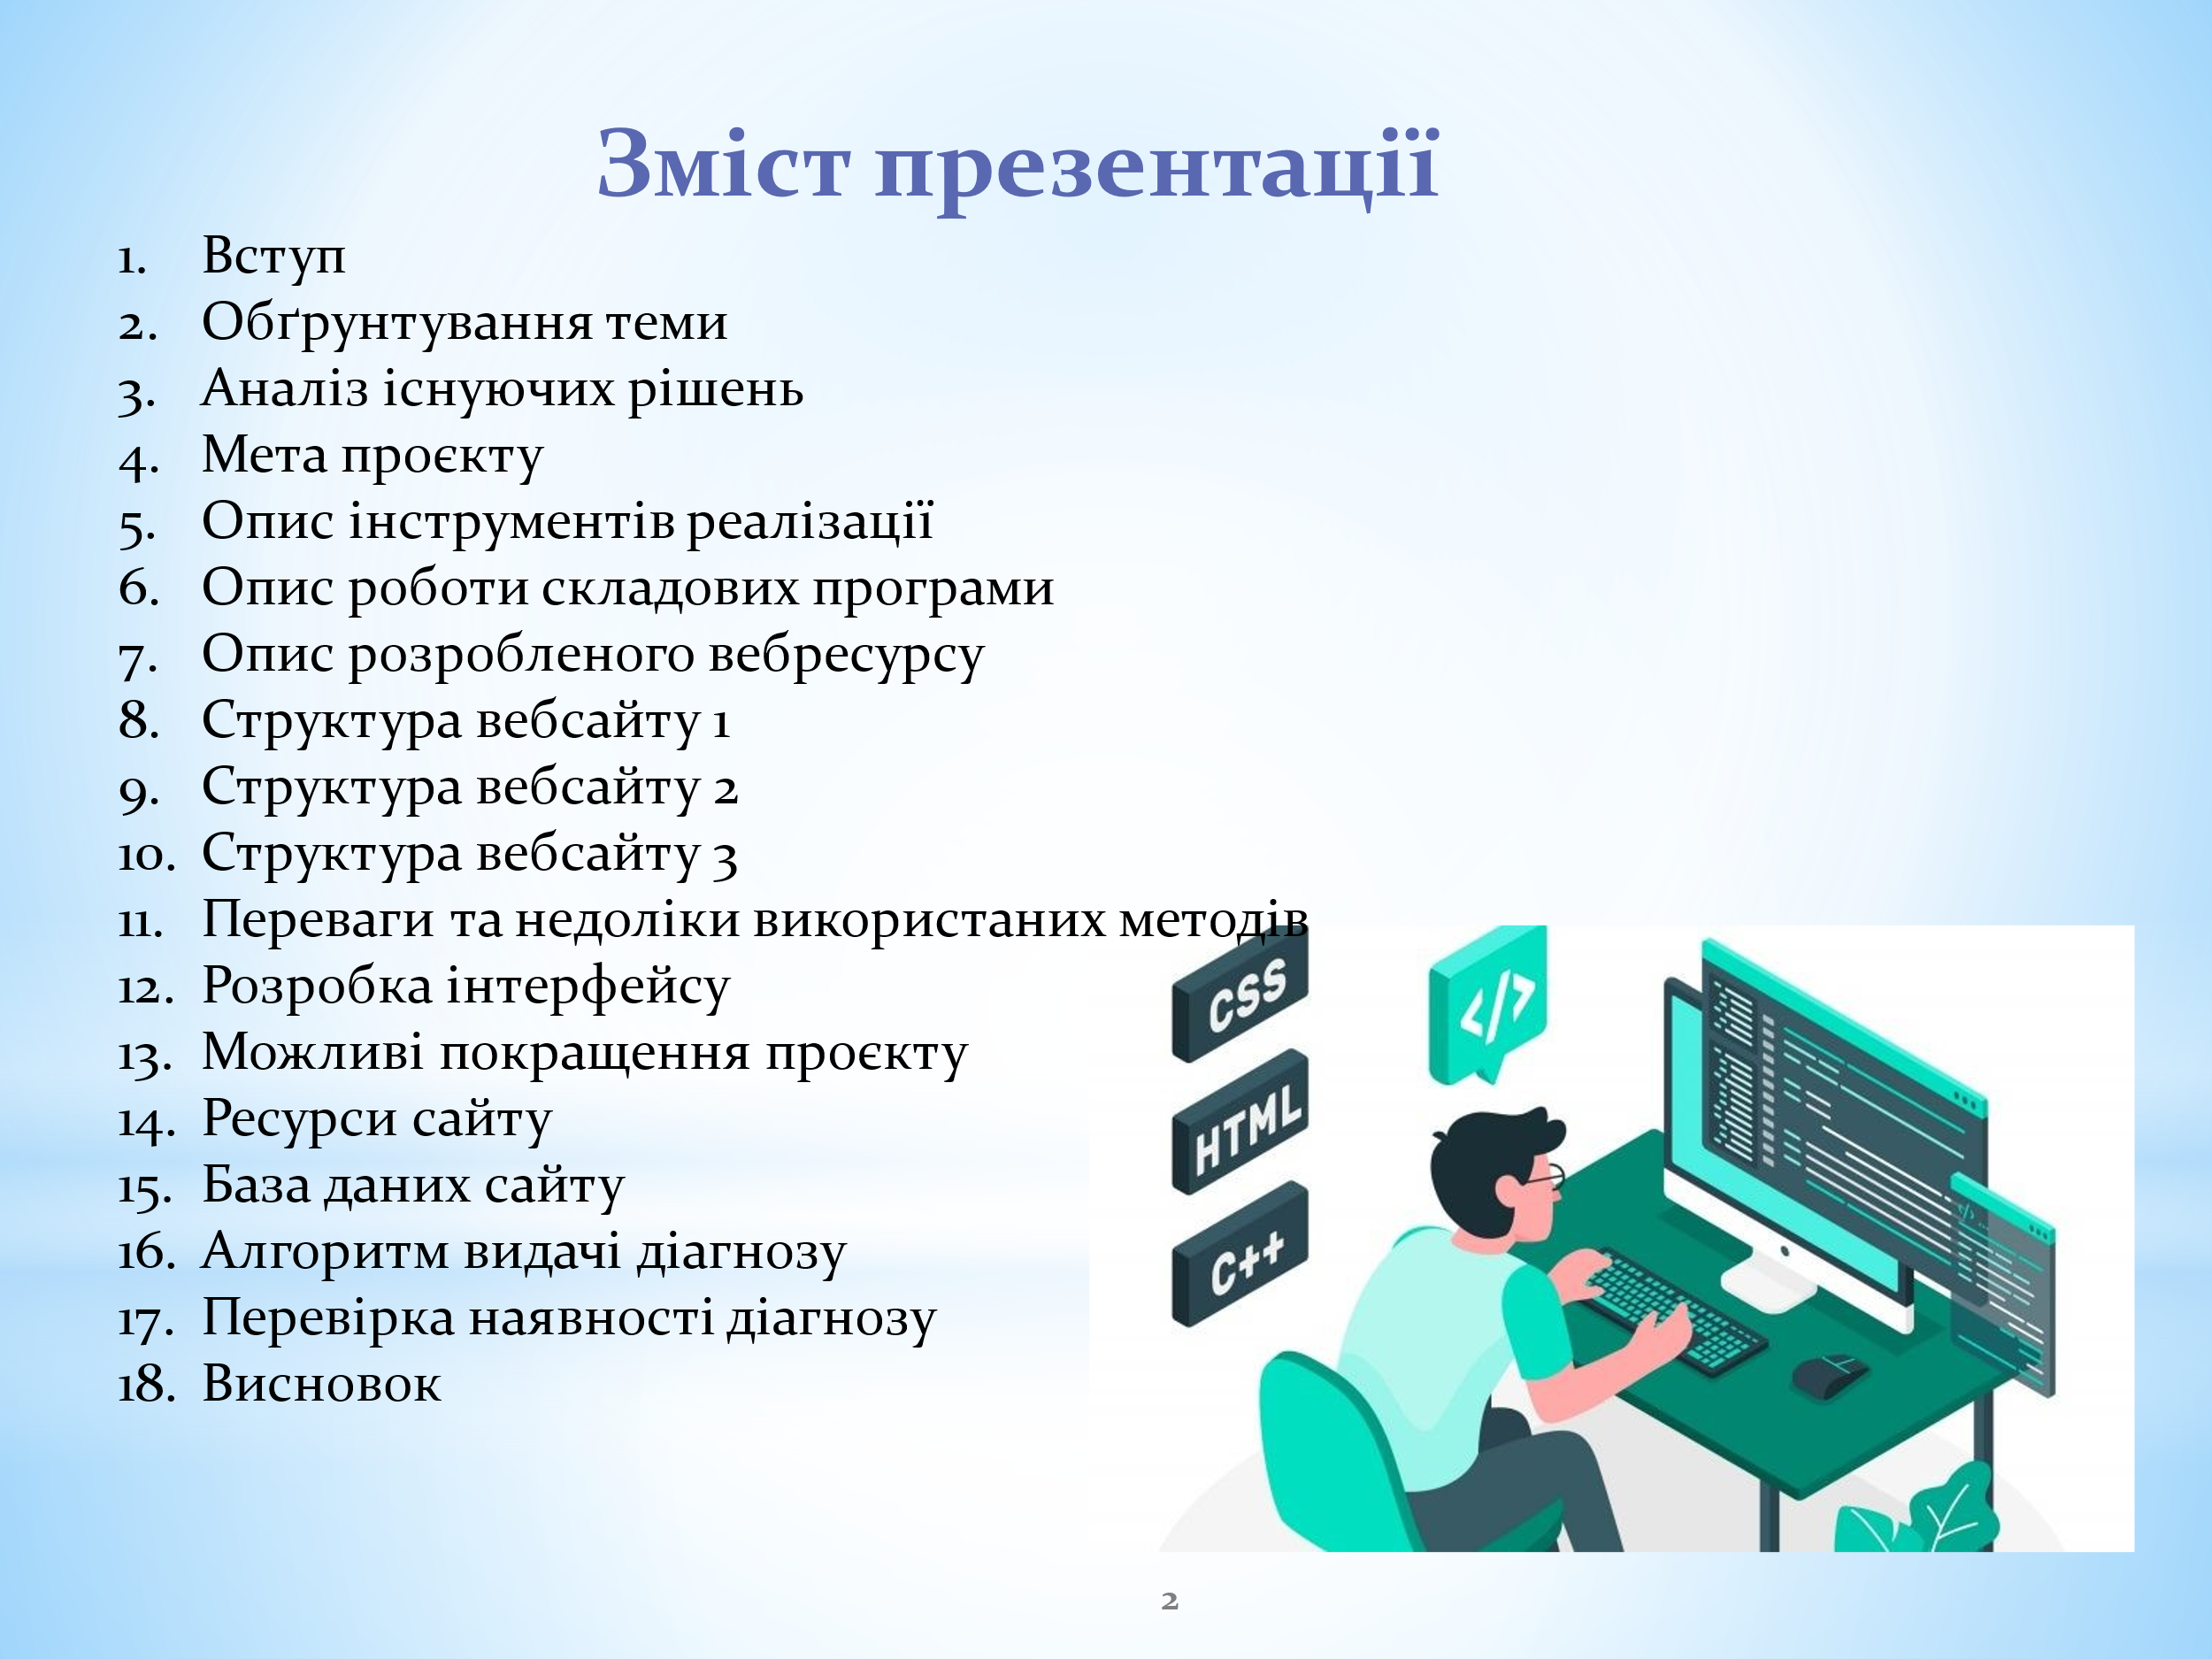 Зміст презентації
1. Вступ
2. Обґрунтування теми
3. Аналіз існуючих рішень
4. Мета проєкту
5. Опис інструментів реалізації
6. Опис роботи складових програми
7. Опис розробленого вебресурсу
8. Структура вебсайту 1
9. Структура вебсайту 2
10. Структура вебсайту 3
11. Переваги та недоліки використаних методів
12. Розробка інтерфейсу
13. Можливі покращення проєкту
14. Ресурси сайту
15. База даних сайту
16. Алгоритм видачі діагнозу
17. Перевірка наявності діагнозу
18. Висновок
CSS
</>
HTML
C++
</>
2